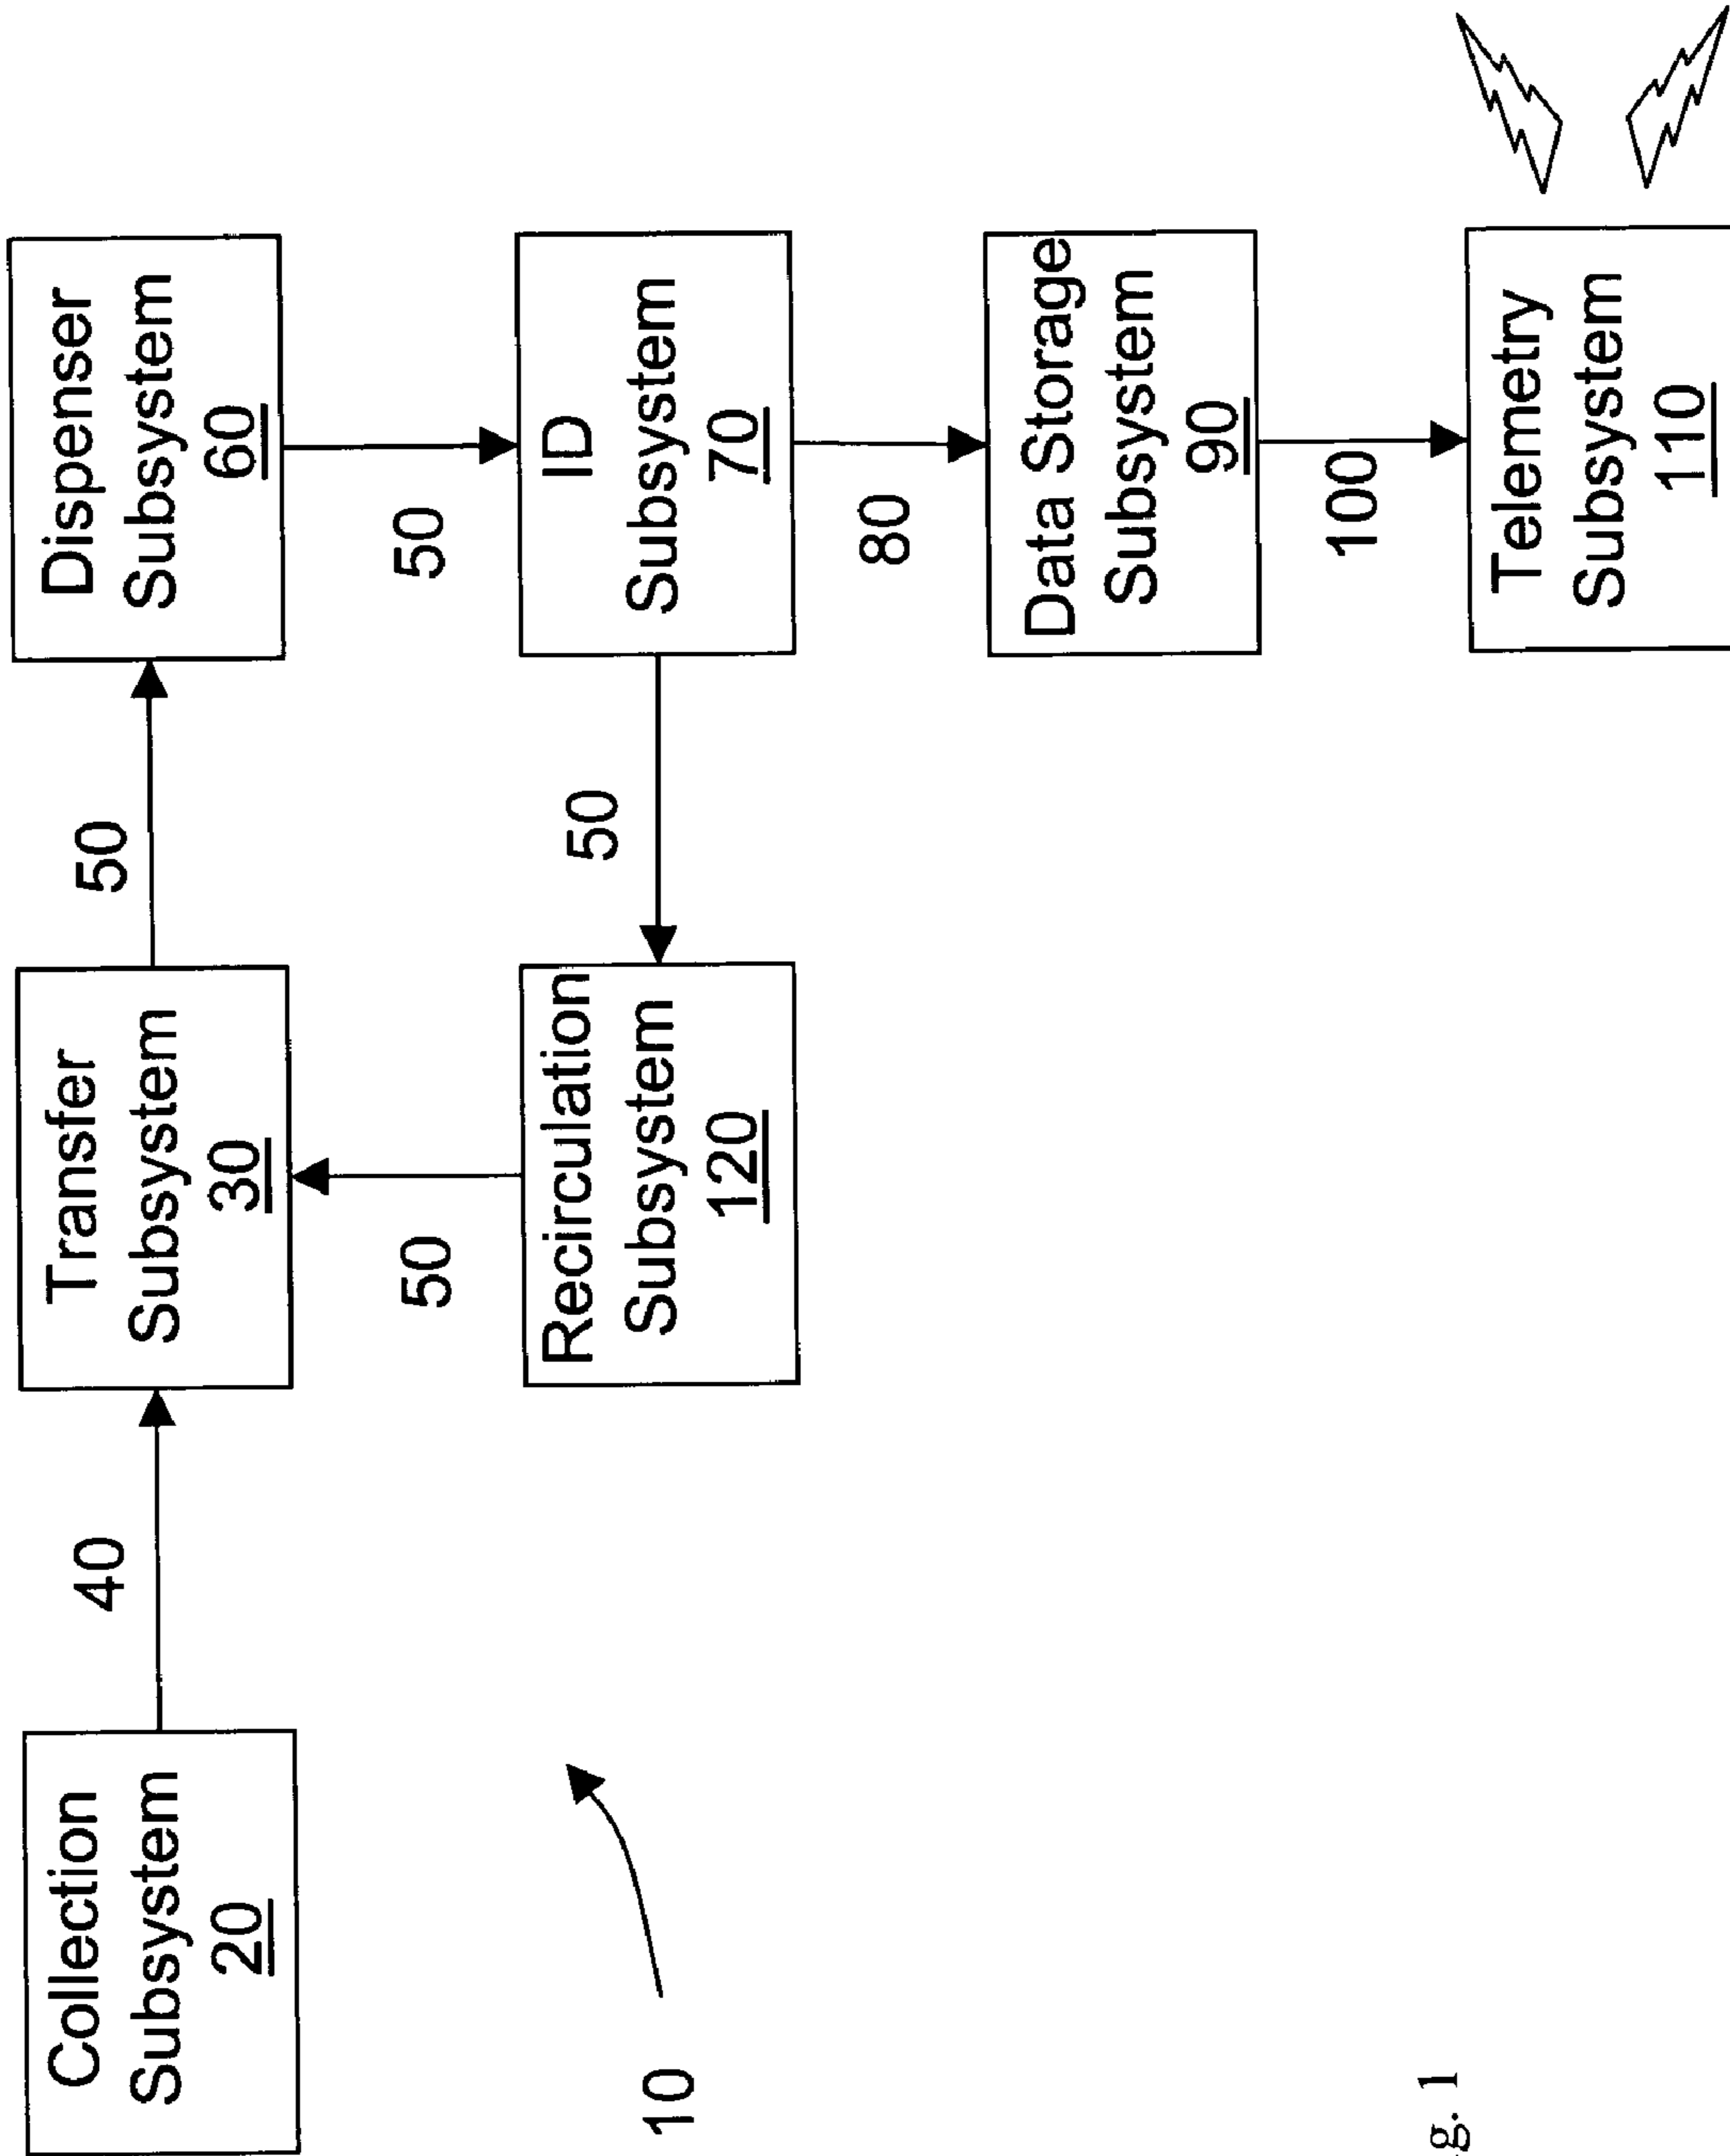 Collection
Subsystem
20
40
Transfer
Subsystem
30
50
Dispenser
Subsystem
60
50
50
Recirculation
Subsystem
120
50
ID
Subsystem
70
80
Data Storage
Subsystem
90
100
Telemetry
Subsystem
110
10
g. 1